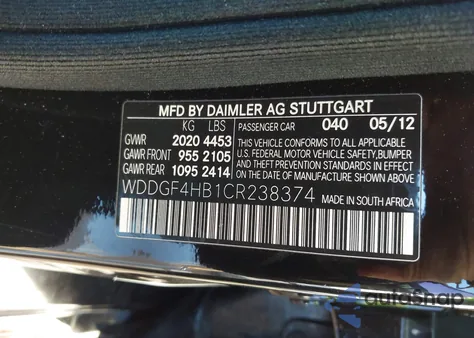 MFD BY DAIMLER AG STUTTGART
KG LBS
GVWR 2020 4453
GAWR FRONT 955 2105
GAWR REAR 1095 2414
PASSENGER CAR 040 05/12
THIS VEHICLE CONFORMS TO ALL APPLICABLE
U.S. FEDERAL MOTOR VEHICLE SAFETY,BUMPER
AND THEFT PREVENTION STANDARDS IN EFFECT
ON THE DATE OF MANUFACTURE SHOWN ABOVE
WDDGF4HB1CR238374 MADE IN SOUTH AFRICA
autosnap